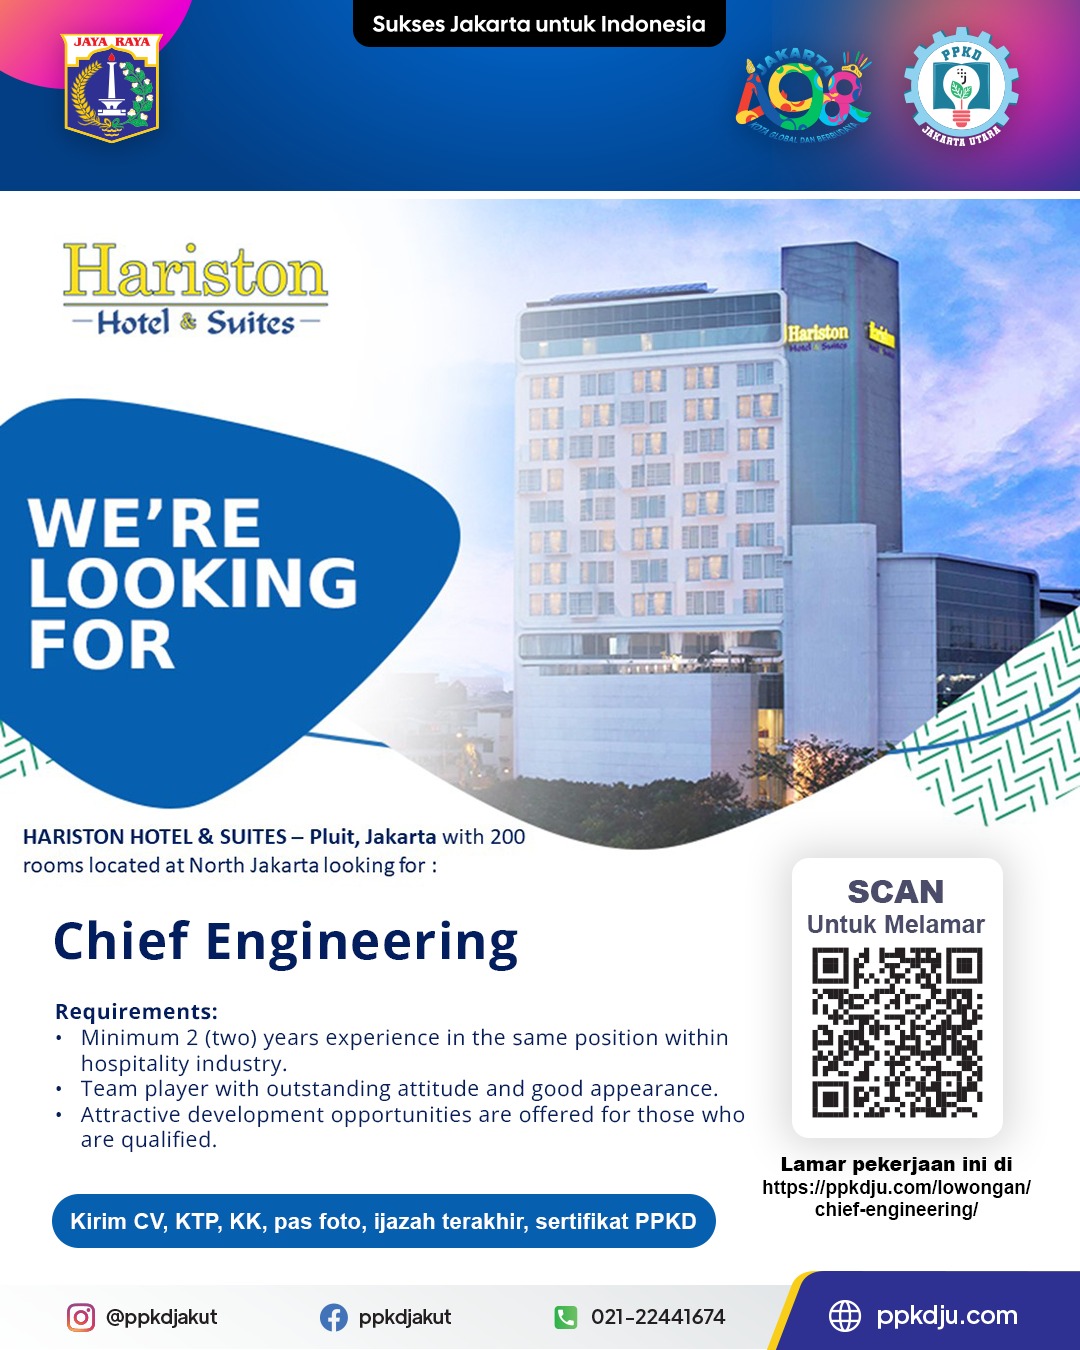 Sukses Jakarta untuk Indonesia
JAYA RAYA
JAKARTA
498
KOTA GLOBAL DAN BERBUDAYA
PPKD
JAKARTA UTARA
Hariston
Hotel & Suites
Hariston
Hotel & Suites
WE'RE
LOOKING
FOR
HARISTON HOTEL & SUITES – Pluit, Jakarta with 200
rooms located at North Jakarta looking for :
Chief Engineering
Requirements:
• Minimum 2 (two) years experience in the same position within
hospitality industry.
• Team player with outstanding attitude and good appearance.
• Attractive development opportunities are offered for those who
are qualified.
Kirim CV, KTP, KK, pas foto, ijazah terakhir, sertifikat PPKD
SCAN
Untuk Melamar
Lamar pekerjaan ini di
https://ppkdju.com/lowongan/
chief-engineering/
@ppkdjakut
ppkdjakut
021-22441674
ppkdju.com